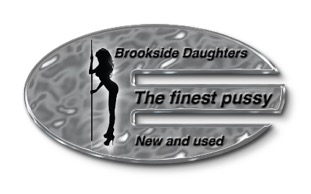 Brookside Daughters
The finest pussy
New and used